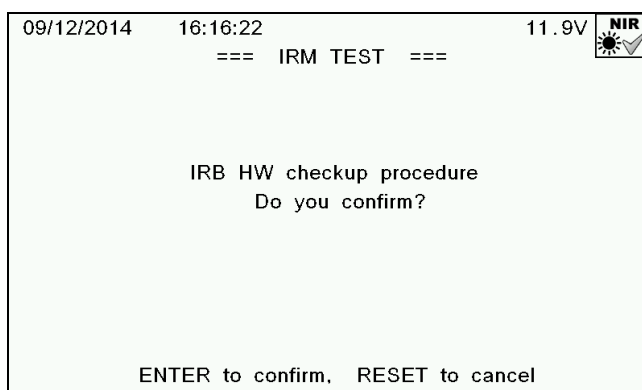 09/12/2014 16:16:22 11.9V NIR
=== IRM TEST ===
IRB HW checkup procedure
Do you confirm?
ENTER to confirm, RESET to cancel